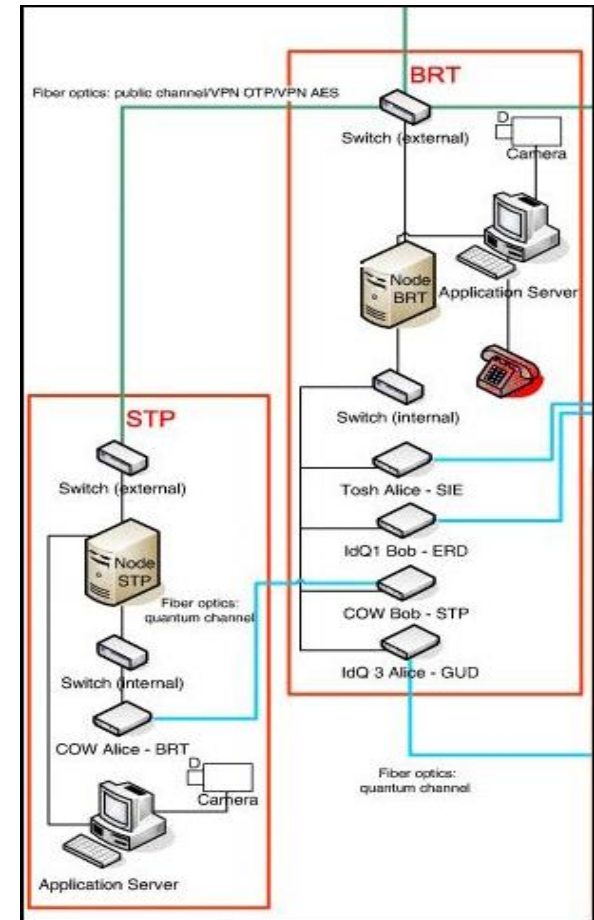 BRT
Fiber optics: public channel/VPN OTP/VPN AES
Switch (external)
D
Camera
Node
BRT
Application Server
Switch (internal)
STP
Tosh Alice - SIE
Switch (external)
IdQ1 Bob - ERD
Node
STP
Fiber optics:
quantum channel
COW Bob - STP
Switch (internal)
IdQ 3 Alice - GUD
COW Alice - BRT
D
Camera
Fiber optics:
quantum channel
Application Server